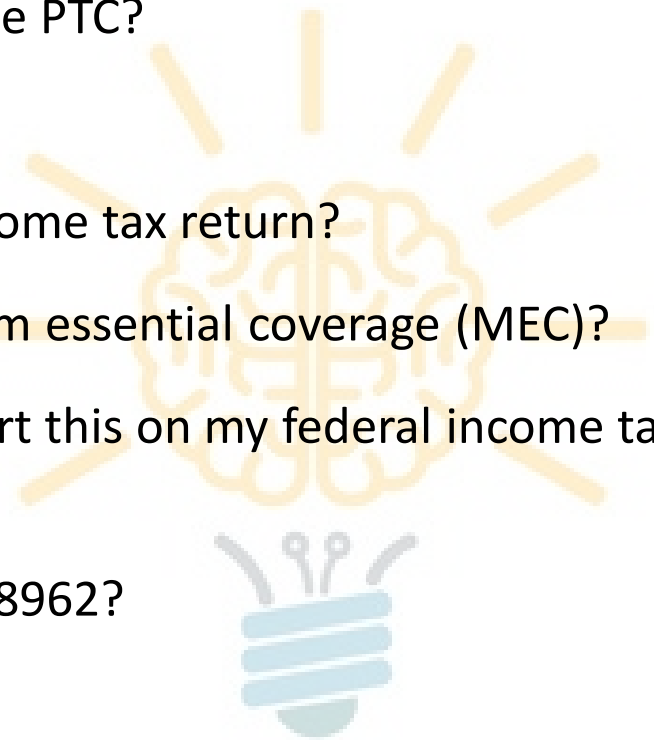 e PTC?
ome tax return?
m essential coverage (MEC)?
rt this on my federal income ta
8962?